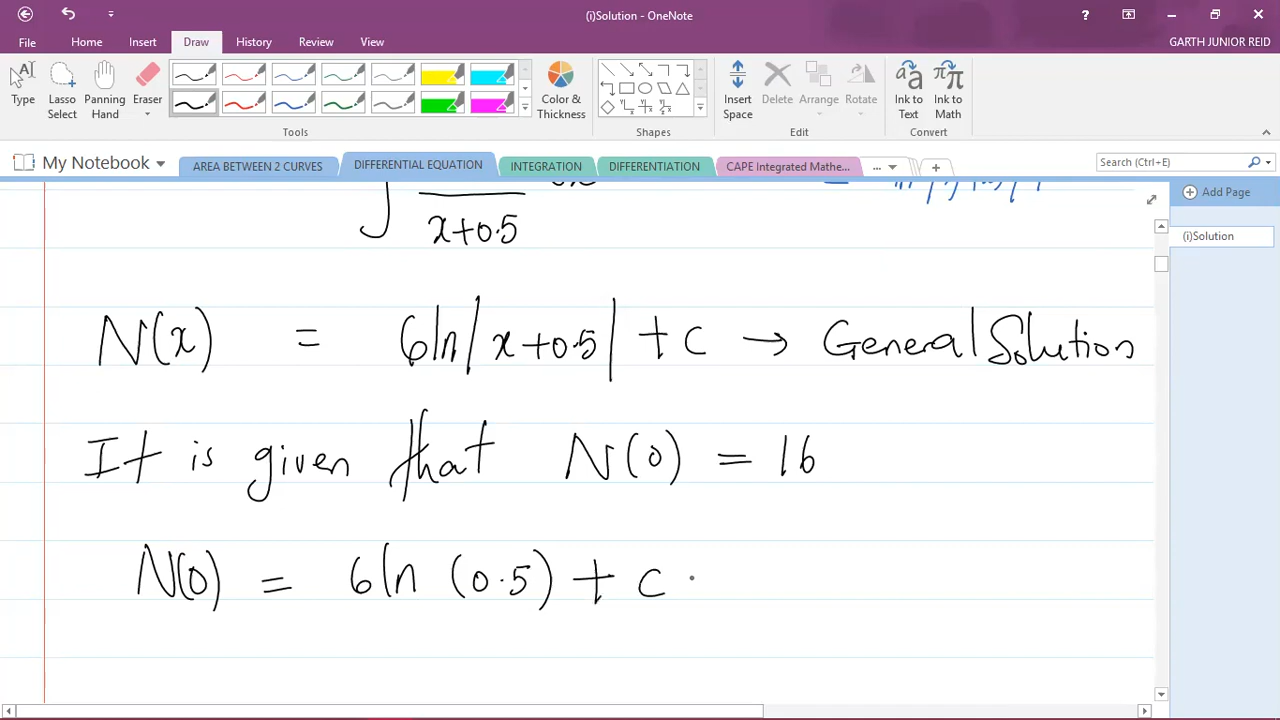 (i)Solution - OneNote
?
File Home Insert Draw History Review View
GARTH JUNIOR REID
Type
Lasso Select
Panning Hand
Eraser
Color & Thickness
Insert Space
Delete
Arrange
Rotate
Ink to Text
Ink to Math
Tools
Shapes
Edit
Convert
My Notebook
AREA BETWEEN 2 CURVES
DIFFERENTIAL EQUATION
INTEGRATION
DIFFERENTIATION
CAPE Integrated Mathe...
...
Search (Ctrl+E)
Add Page
(i)Solution
∫ x+0.5
N(x) = 6ln|x+0.5| + c → General Solution
It is given that N(0) = 16
N(0) = 6ln (0.5) + c